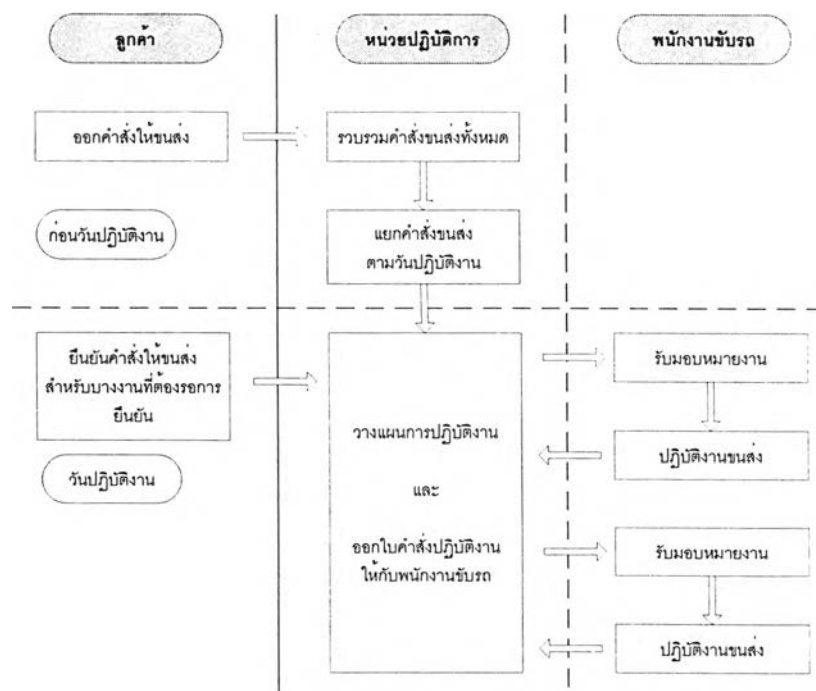 ลูกค้า
หน่วยปฏิบัติการ
พนักงานขับรถ
ออกคำสั่งให้ขนส่ง
รวบรวมคำสั่งขนส่งทั้งหมด
ก่อนวันปฏิบัติงาน
แยกคำสั่งขนส่ง
ตามวันปฏิบัติงาน
ยืนยันคำสั่งให้ขนส่ง
สำหรับบางงานที่ต้องรอการ
ยืนยัน
วันปฏิบัติงาน
วางแผนการปฏิบัติงาน
และ
ออกใบคำสั่งปฏิบัติงาน
ให้กับพนักงานขับรถ
รับมอบหมายงาน
ปฏิบัติงานขนส่ง
รับมอบหมายงาน
ปฏิบัติงานขนส่ง